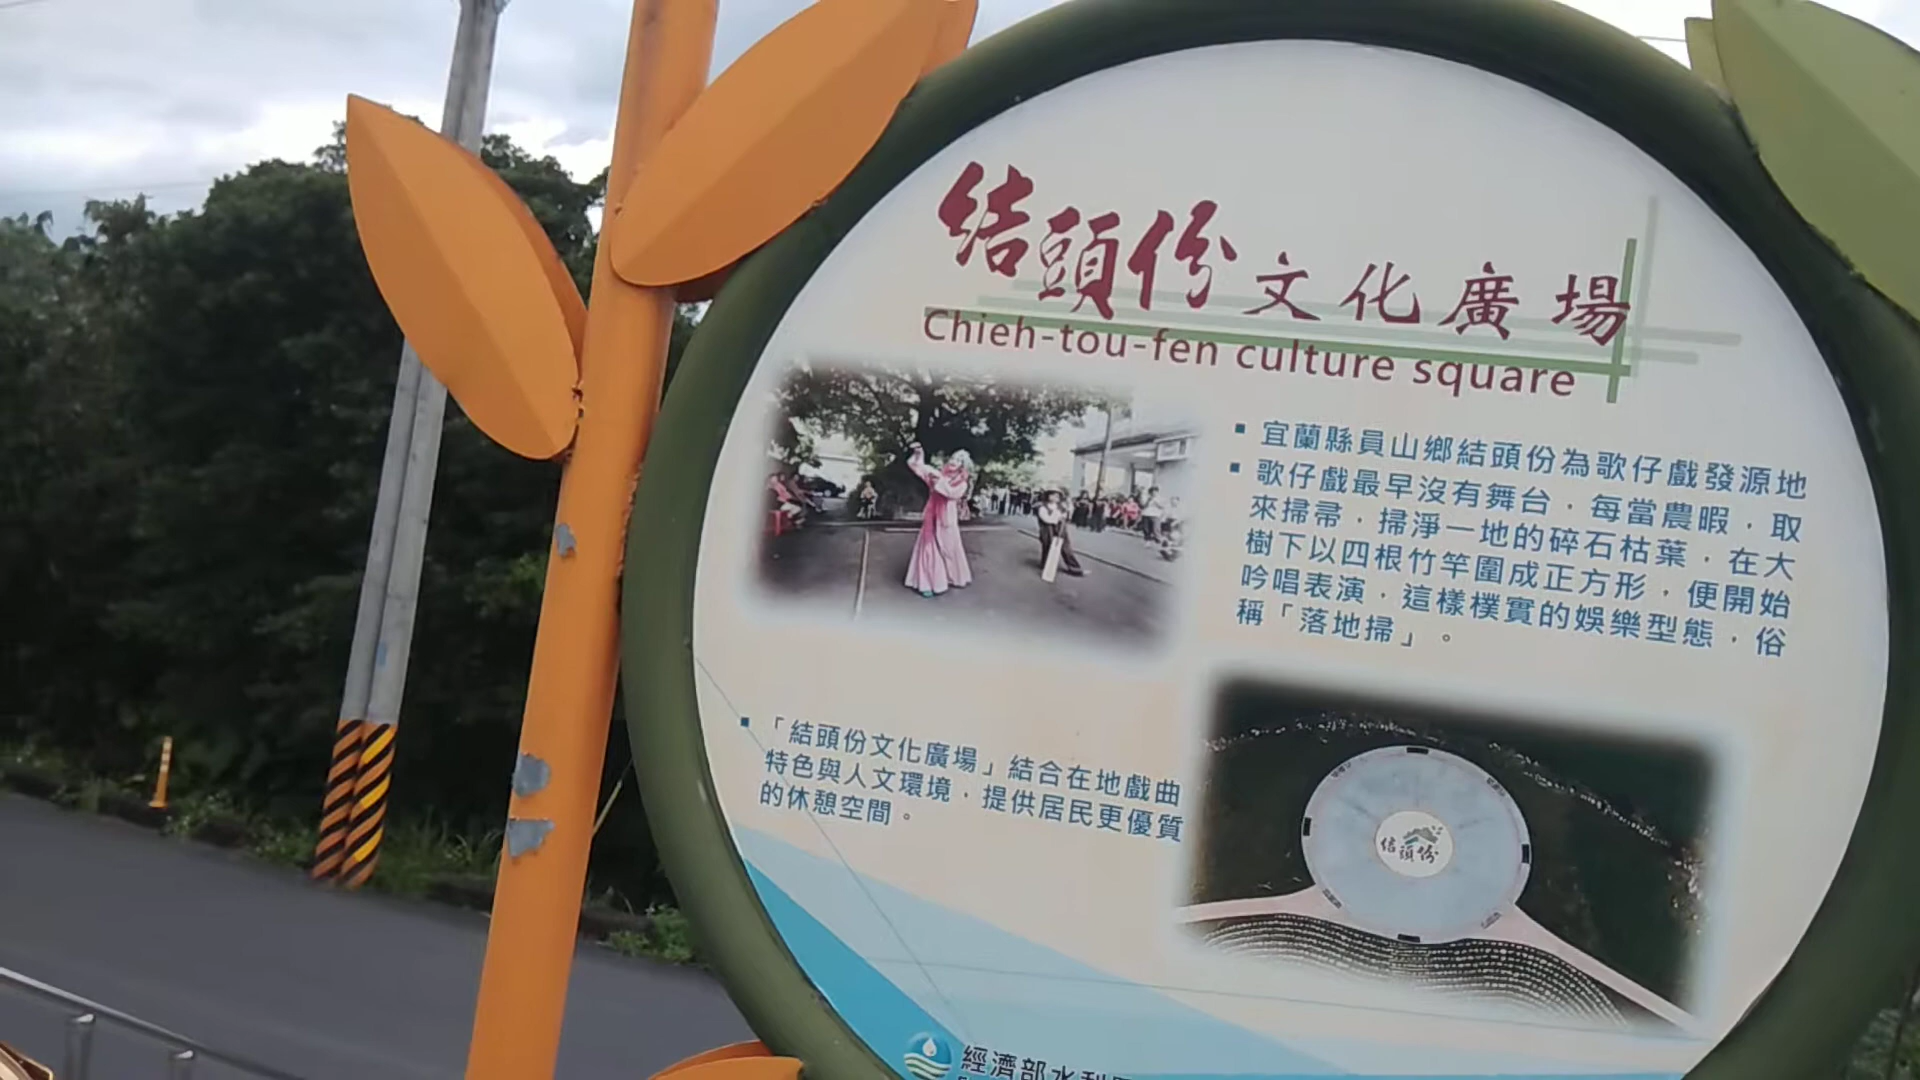 結頭份文化廣場
Chieh-tou-fen culture square
▪ 宜蘭縣員山鄉結頭份為歌仔戲發源地
▪ 歌仔戲最早沒有舞台，每當農暇，取
來掃帚，掃淨一地的碎石枯葉，在大
樹下以四根竹竿圍成正方形，便開始
吟唱表演，這樣樸實的娛樂型態，俗
稱「落地掃」。
▪ 「結頭份文化廣場」結合在地戲曲
特色與人文環境，提供居民更優質
的休憩空間。
結頭份
經濟部水利